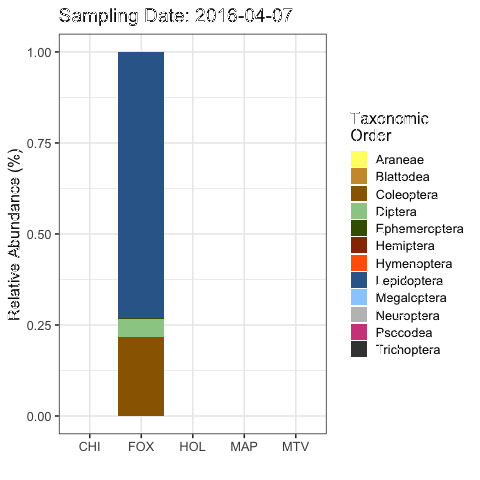 Sampling Date: 2016-04-07
1.00
0.75
0.50
0.25
0.00
Relative Abundance (%)
CHI FOX HOL MAP MTV
Taxonomic
Order
Araneae
Blattodea
Coleoptera
Diptera
Ephemeroptera
Hemiptera
Hymenoptera
Lepidoptera
Megaloptera
Neuroptera
Psocodea
Trichoptera